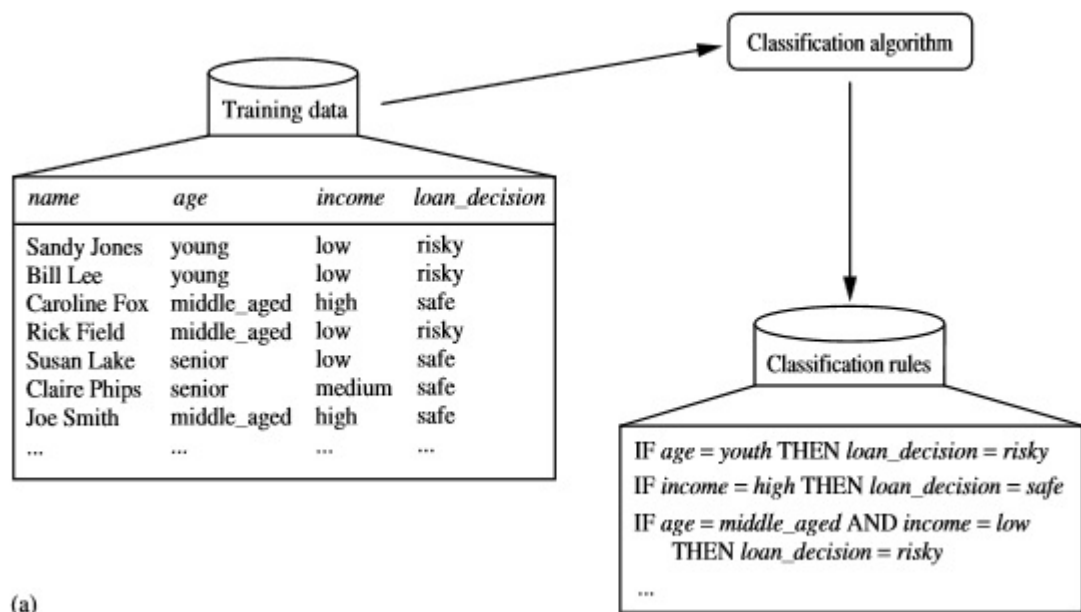 Classification algorithm
Training data
name age income loan_decision
Sandy Jones young low risky
Bill Lee young low risky
Caroline Fox middle_aged high safe
Rick Field middle_aged low risky
Susan Lake senior low safe
Claire Phips senior medium safe
Joe Smith middle_aged high safe
... ... ... ...
Classification rules
IF age = youth THEN loan_decision = risky
IF income = high THEN loan_decision = safe
IF age = middle_aged AND income = low
THEN loan_decision = risky
...
(a)